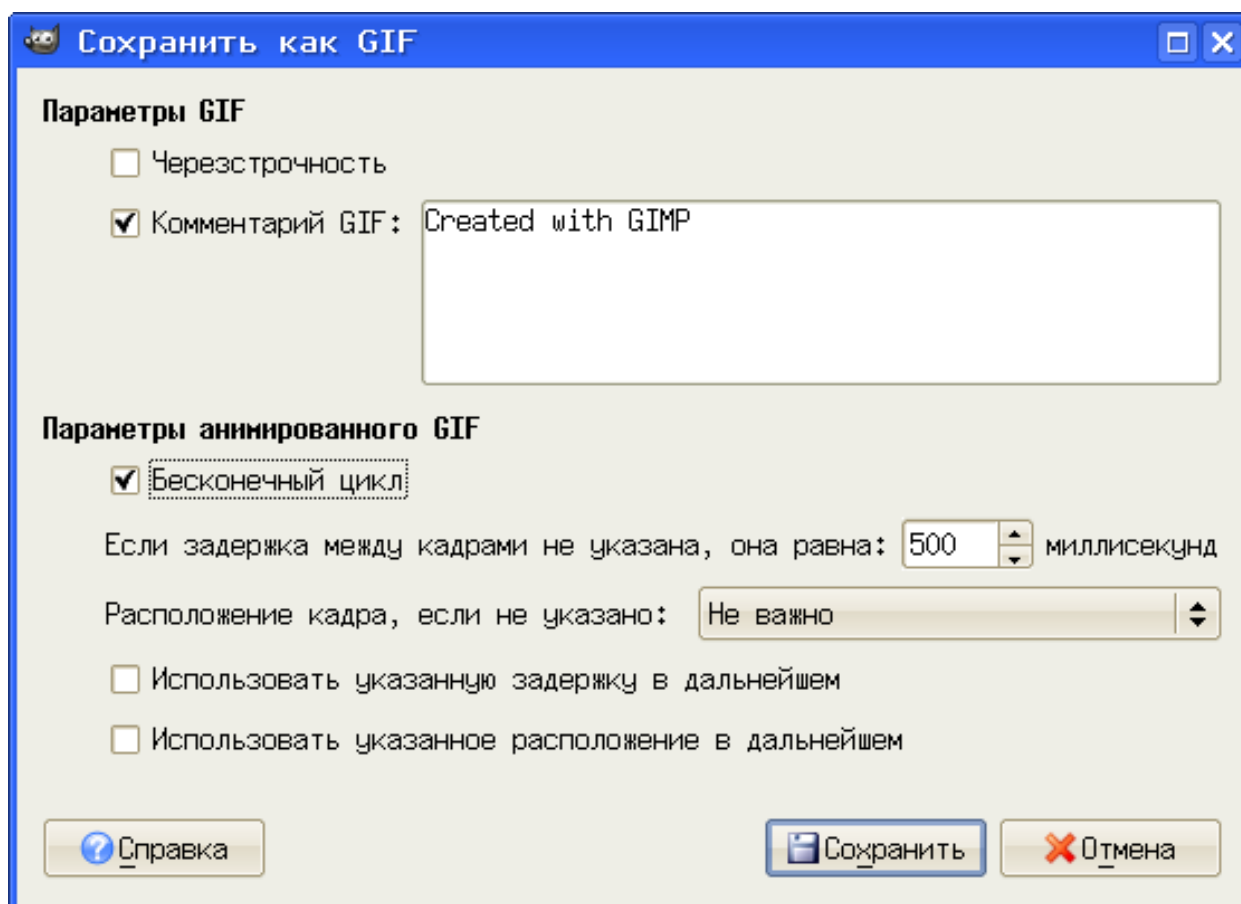 Сохранить как GIF
Параметры GIF
Черезстрочность
Комментарий GIF: Created with GIMP
Параметры анимированного GIF
Бесконечный цикл
Если задержка между кадрами не указана, она равна: 500 миллисекунд
Расположение кадра, если не указано: Не важно
Использовать указанную задержку в дальнейшем
Использовать указанное расположение в дальнейшем
Справка Сохранить Отмена